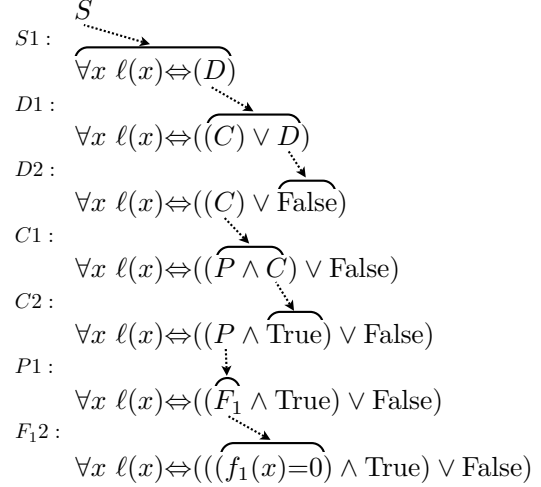 S
S1 :
∀x ℓ(x)⇔(D)
D1 :
∀x ℓ(x)⇔((C) ∨ D)
D2 :
∀x ℓ(x)⇔((C) ∨ False)
C1 :
∀x ℓ(x)⇔((P ∧ C) ∨ False)
C2 :
∀x ℓ(x)⇔((P ∧ True) ∨ False)
P1 :
∀x ℓ(x)⇔((F₁ ∧ True) ∨ False)
F₁2 :
∀x ℓ(x)⇔(((f₁(x)=0) ∧ True) ∨ False)